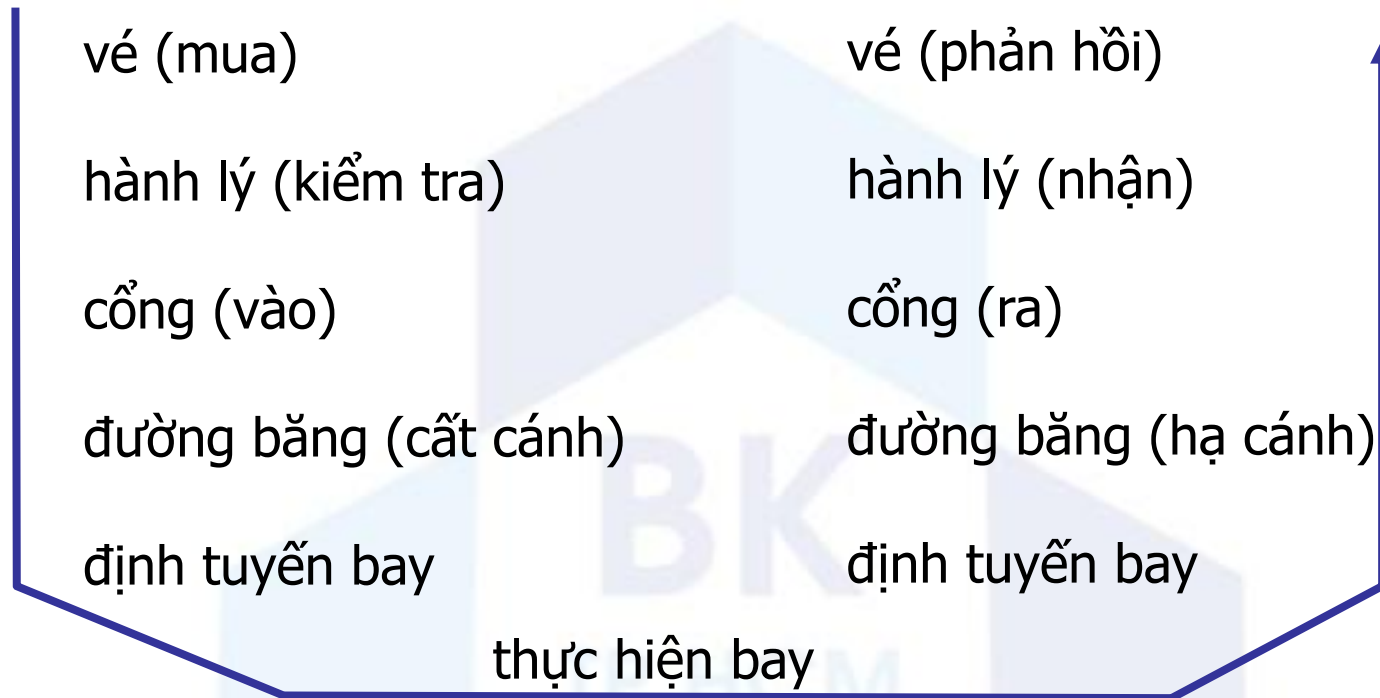 vé (mua)
vé (phản hồi)
hành lý (kiểm tra)
hành lý (nhận)
cổng (vào)
cổng (ra)
đường băng (cất cánh)
đường băng (hạ cánh)
định tuyến bay
định tuyến bay
thực hiện bay
BK